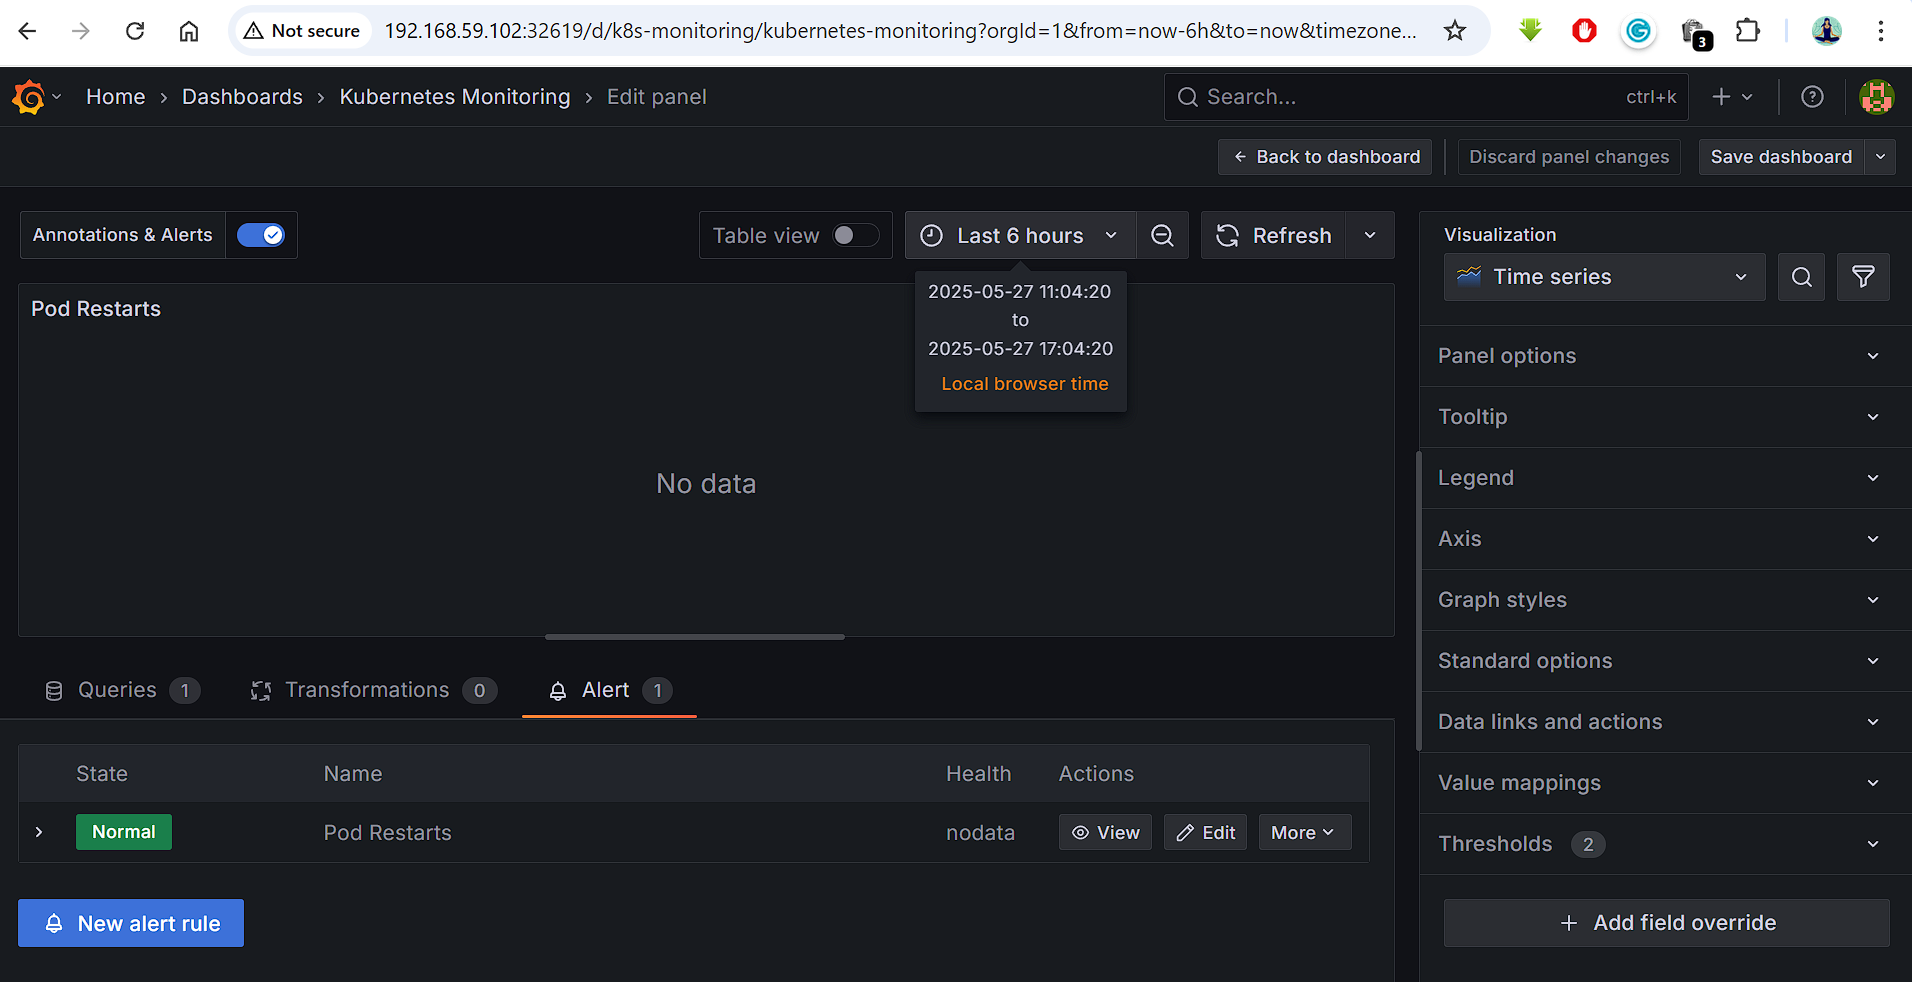 Not secure
192.168.59.102:32619/d/k8s-monitoring/kubernetes-monitoring?orgId=1&from=now-6h&to=now&timezone...
3
Home › Dashboards › Kubernetes Monitoring › Edit panel
Search... ctrl+k
Back to dashboard
Discard panel changes
Save dashboard
Annotations & Alerts
Table view
Last 6 hours
Refresh
2025-05-27 11:04:20
to
2025-05-27 17:04:20
Local browser time
Pod Restarts
No data
Queries 1
Transformations 0
Alert 1
State Name Health Actions
Normal Pod Restarts nodata View Edit More
New alert rule
Visualization
Time series
Panel options
Tooltip
Legend
Axis
Graph styles
Standard options
Data links and actions
Value mappings
Thresholds 2
+ Add field override